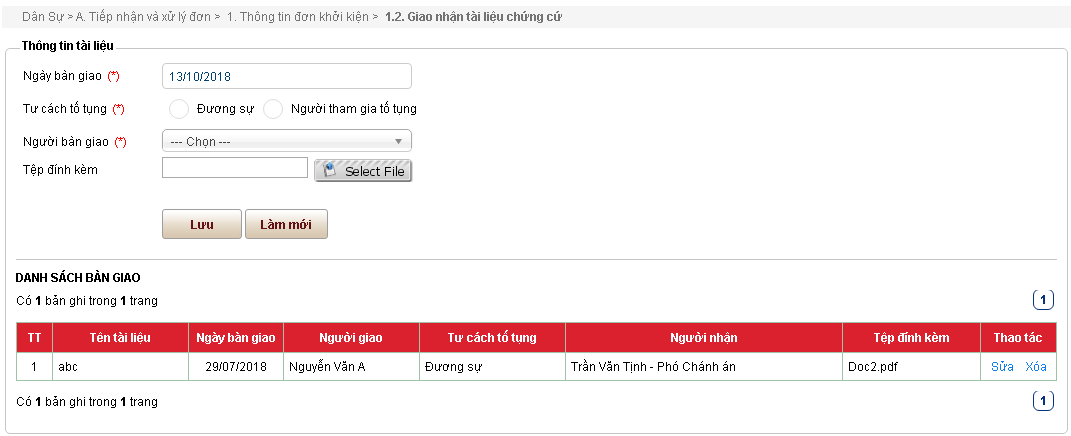 Dân Sự > A. Tiếp nhận và xử lý đơn > 1. Thông tin đơn khởi kiện > 1.2. Giao nhận tài liệu chứng cứ
Thông tin tài liệu
Ngày bàn giao (*) 13/10/2018
Tư cách tố tụng (*) Đương sự Người tham gia tố tụng
Người bàn giao (*) --- Chọn ---
Tệp đính kèm Select File
Lưu Làm mới
DANH SÁCH BÀN GIAO
Có 1 bản ghi trong 1 trang 1
TT Tên tài liệu Ngày bàn giao Người giao Tư cách tố tụng Người nhận Tệp đính kèm Thao tác
1 abc 29/07/2018 Nguyễn Văn A Đương sự Trần Văn Tịnh - Phó Chánh án Doc2.pdf Sửa Xóa
Có 1 bản ghi trong 1 trang 1